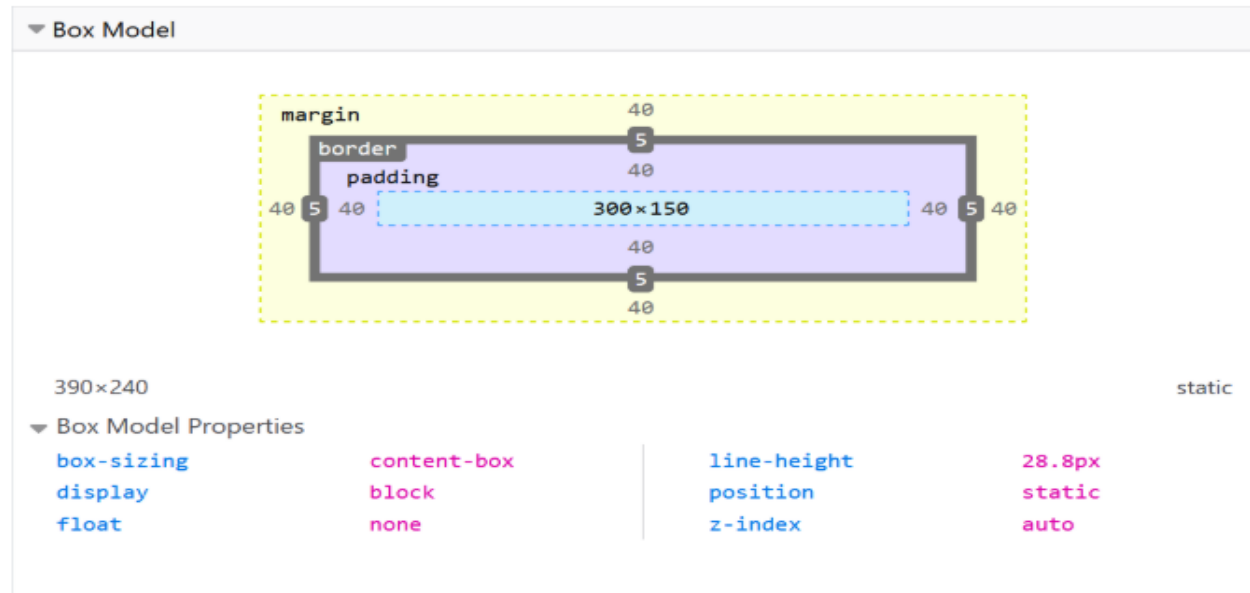 Box Model
margin 40
5
border
40
padding
40 5 40 300×150 40 5 40
40
5
40
390×240 static
Box Model Properties
box-sizing content-box line-height 28.8px
display block position static
float none z-index auto